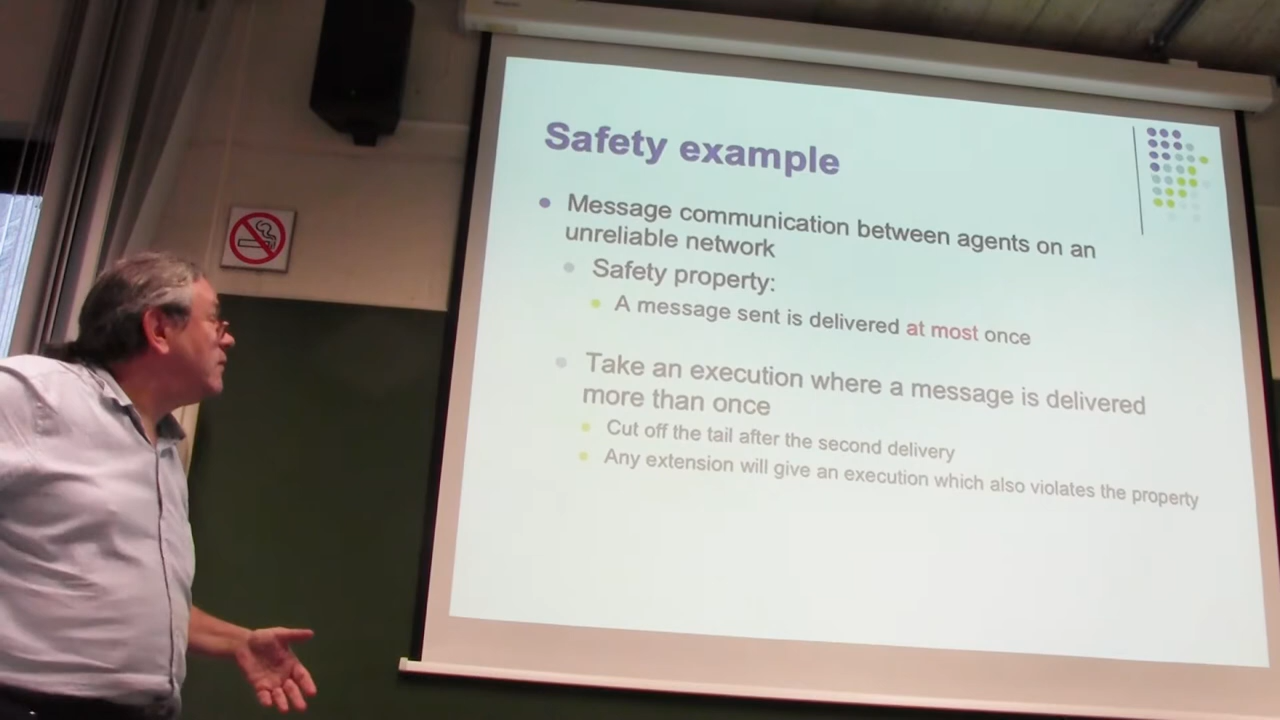 Safety example
Message communication between agents on an
unreliable network
Safety property:
A message sent is delivered at most once
Take an execution where a message is delivered
more than once
Cut off the tail after the second delivery
Any extension will give an execution which also violates the property